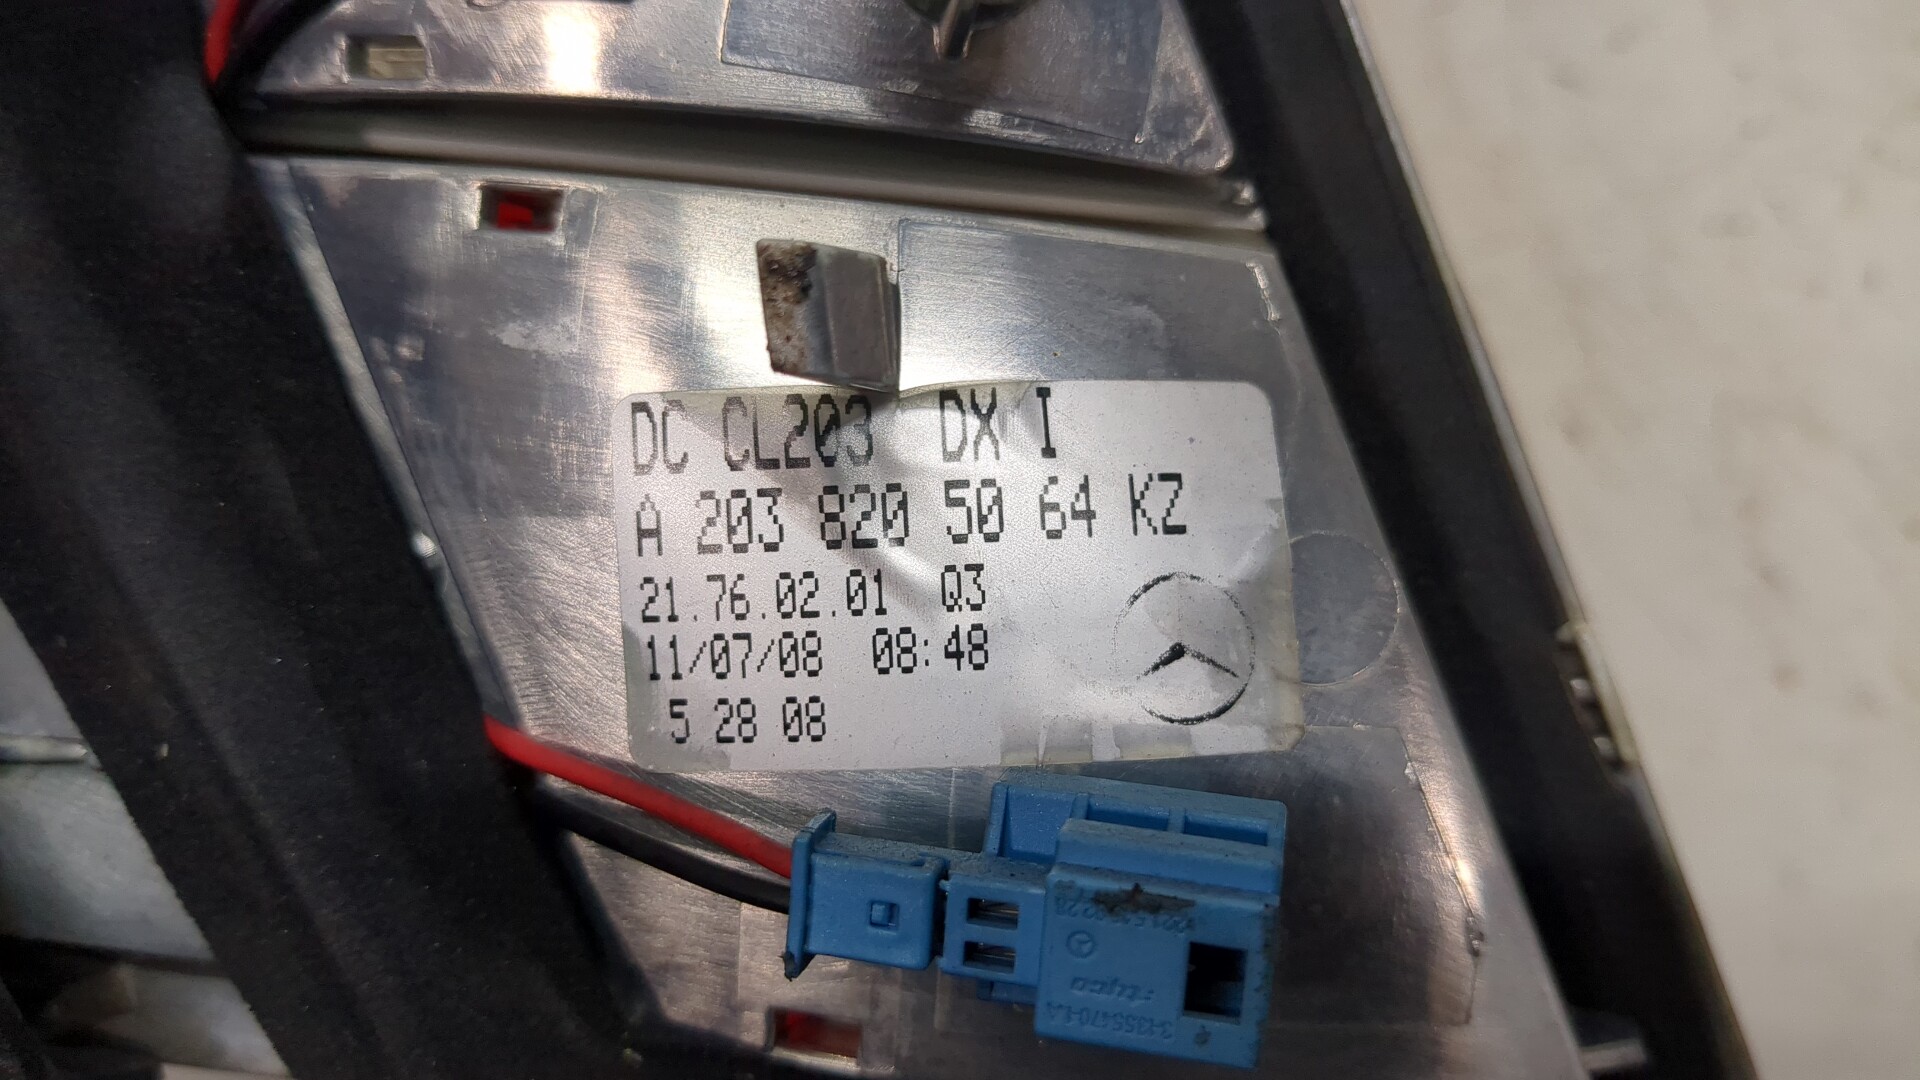 DC CL203 DX I
A 203 820 50 64 KZ
21.76.02.01 Q3
11/07/08 08:48
5 28 08
tyco